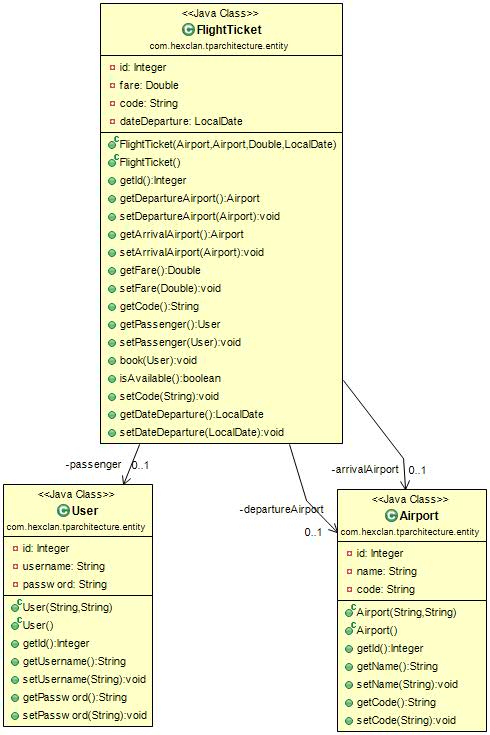 <<Java Class>>
FlightTicket
com.hexclan.tparchitecture.entity
id: Integer
fare: Double
code: String
dateDeparture: LocalDate
FlightTicket(Airport,Airport,Double,LocalDate)
FlightTicket()
getId():Integer
getDepartureAirport():Airport
setDepartureAirport(Airport):void
getArrivalAirport():Airport
setArrivalAirport(Airport):void
getFare():Double
setFare(Double):void
getCode():String
getPassenger():User
setPassenger(User):void
book(User):void
isAvailable():boolean
setCode(String):void
getDateDeparture():LocalDate
setDateDeparture(LocalDate):void
-passenger 0..1
-arrivalAirport 0..1
-departureAirport
0..1
<<Java Class>>
User
com.hexclan.tparchitecture.entity
id: Integer
username: String
password: String
User(String,String)
User()
getId():Integer
getUsername():String
setUsername(String):void
getPassword():String
setPassword(String):void
<<Java Class>>
Airport
com.hexclan.tparchitecture.entity
id: Integer
name: String
code: String
Airport(String,String)
Airport()
getId():Integer
getName():String
setName(String):void
getCode():String
setCode(String):void